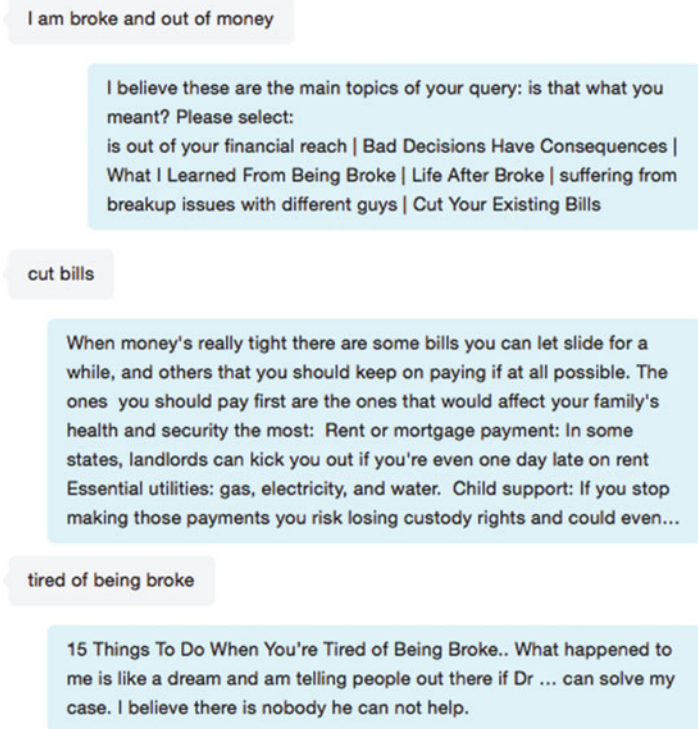 I am broke and out of money
I believe these are the main topics of your query: is that what you
meant? Please select:
is out of your financial reach | Bad Decisions Have Consequences |
What I Learned From Being Broke | Life After Broke | suffering from
breakup issues with different guys | Cut Your Existing Bills
cut bills
When money's really tight there are some bills you can let slide for a
while, and others that you should keep on paying if at all possible. The
ones  you should pay first are the ones that would affect your family's
health and security the most:  Rent or mortgage payment: In some
states, landlords can kick you out if you're even one day late on rent
Essential utilities: gas, electricity, and water.  Child support: If you stop
making those payments you risk losing custody rights and could even...
tired of being broke
15 Things To Do When You’re Tired of Being Broke.. What happened to
me is like a dream and am telling people out there if Dr ... can solve my
case. I believe there is nobody he can not help.